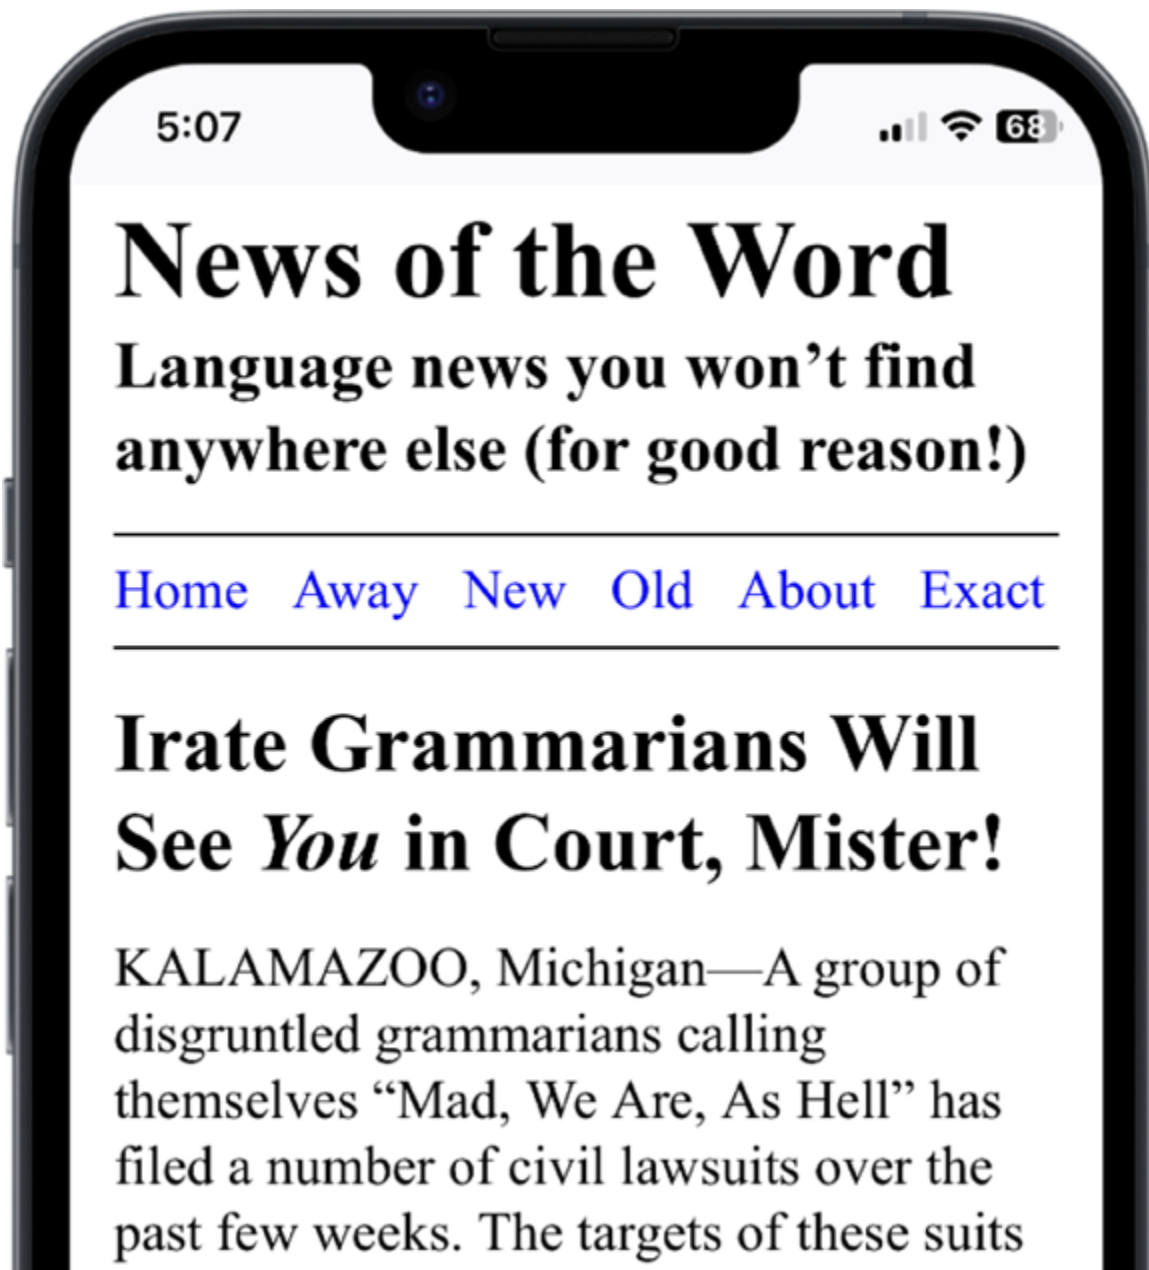 5:07
68
News of the Word
Language news you won’t find
anywhere else (for good reason!)
Home Away New Old About Exact
Irate Grammarians Will
See You in Court, Mister!
KALAMAZOO, Michigan—A group of
disgruntled grammarians calling
themselves “Mad, We Are, As Hell” has
filed a number of civil lawsuits over the
past few weeks. The targets of these suits